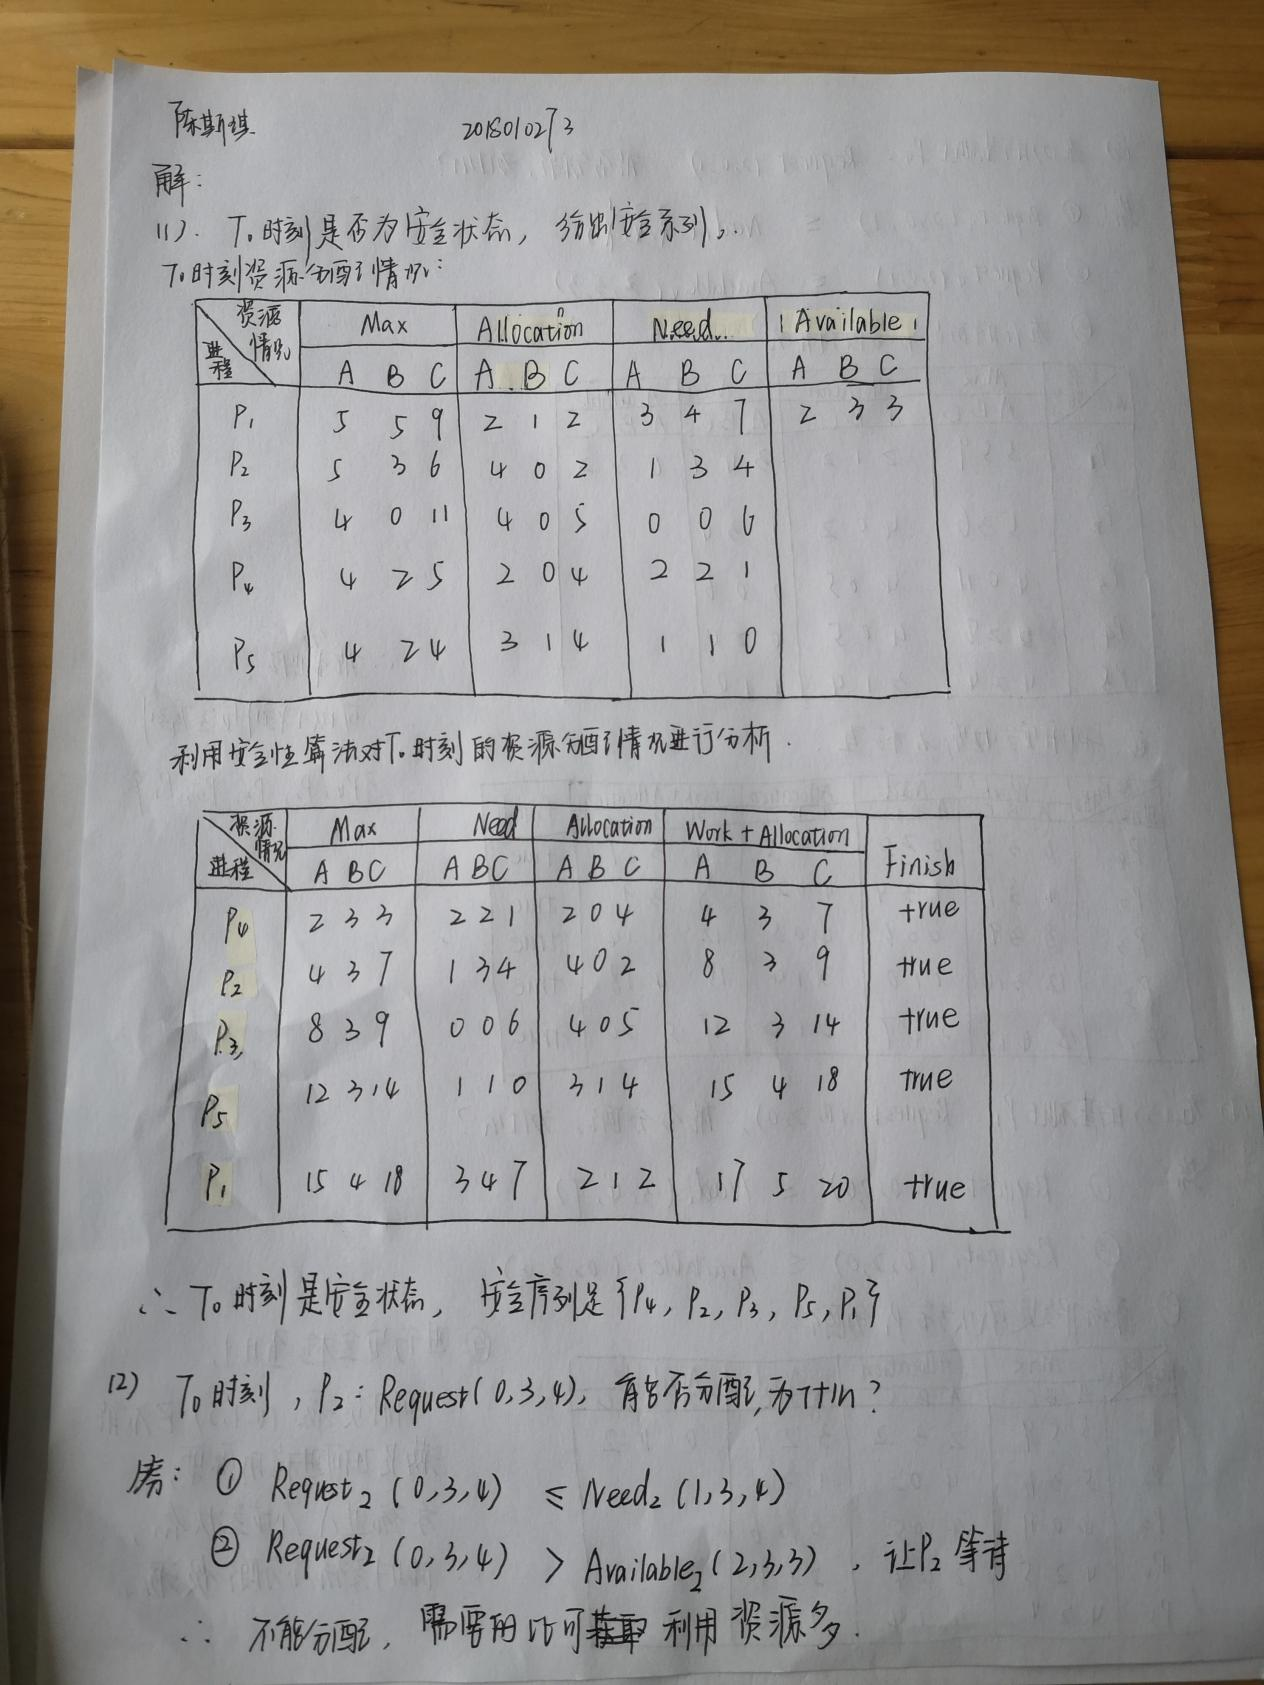 陈斯琪 2018010273
解:
(1). T₀时刻是否为安全状态, 给出安全系列。
T₀时刻资源分配情况:
资源情况 进程 Max Allocation Need Available
A B C A B C A B C A B C
P₁ 5 5 9 2 1 2 3 4 7 2 3 3
P₂ 5 3 6 4 0 2 1 3 4
P₃ 4 0 11 4 0 5 0 0 6
P₄ 4 2 5 2 0 4 2 2 1
P₅ 4 2 4 3 1 4 1 1 0
利用安全性算法对T₀时刻的资源分配情况进行分析.
资源情况 进程 Max Need Allocation Work + Allocation Finish
A B C A B C A B C A B C
P₄ 2 3 3 2 2 1 2 0 4 4 3 7 true
P₂ 4 3 7 1 3 4 4 0 2 8 3 9 true
P₃ 8 3 9 0 0 6 4 0 5 12 3 14 true
P₅ 12 3 14 1 1 0 3 1 4 15 4 18 true
P₁ 15 4 18 3 4 7 2 1 2 17 5 20 true
∴ T₀时刻是安全状态, 安全序列是{P₄, P₂, P₃, P₅, P₁}
(2) T₀时刻, P₂: Request(0,3,4), 能否分配, 为什么?
答: ① Request₂(0,3,4) ≤ Need₂(1,3,4)
② Request₂(0,3,4) > Available₂(2,3,3), 让P₂等待
∴ 不能分配, 需要的比可利用资源多.